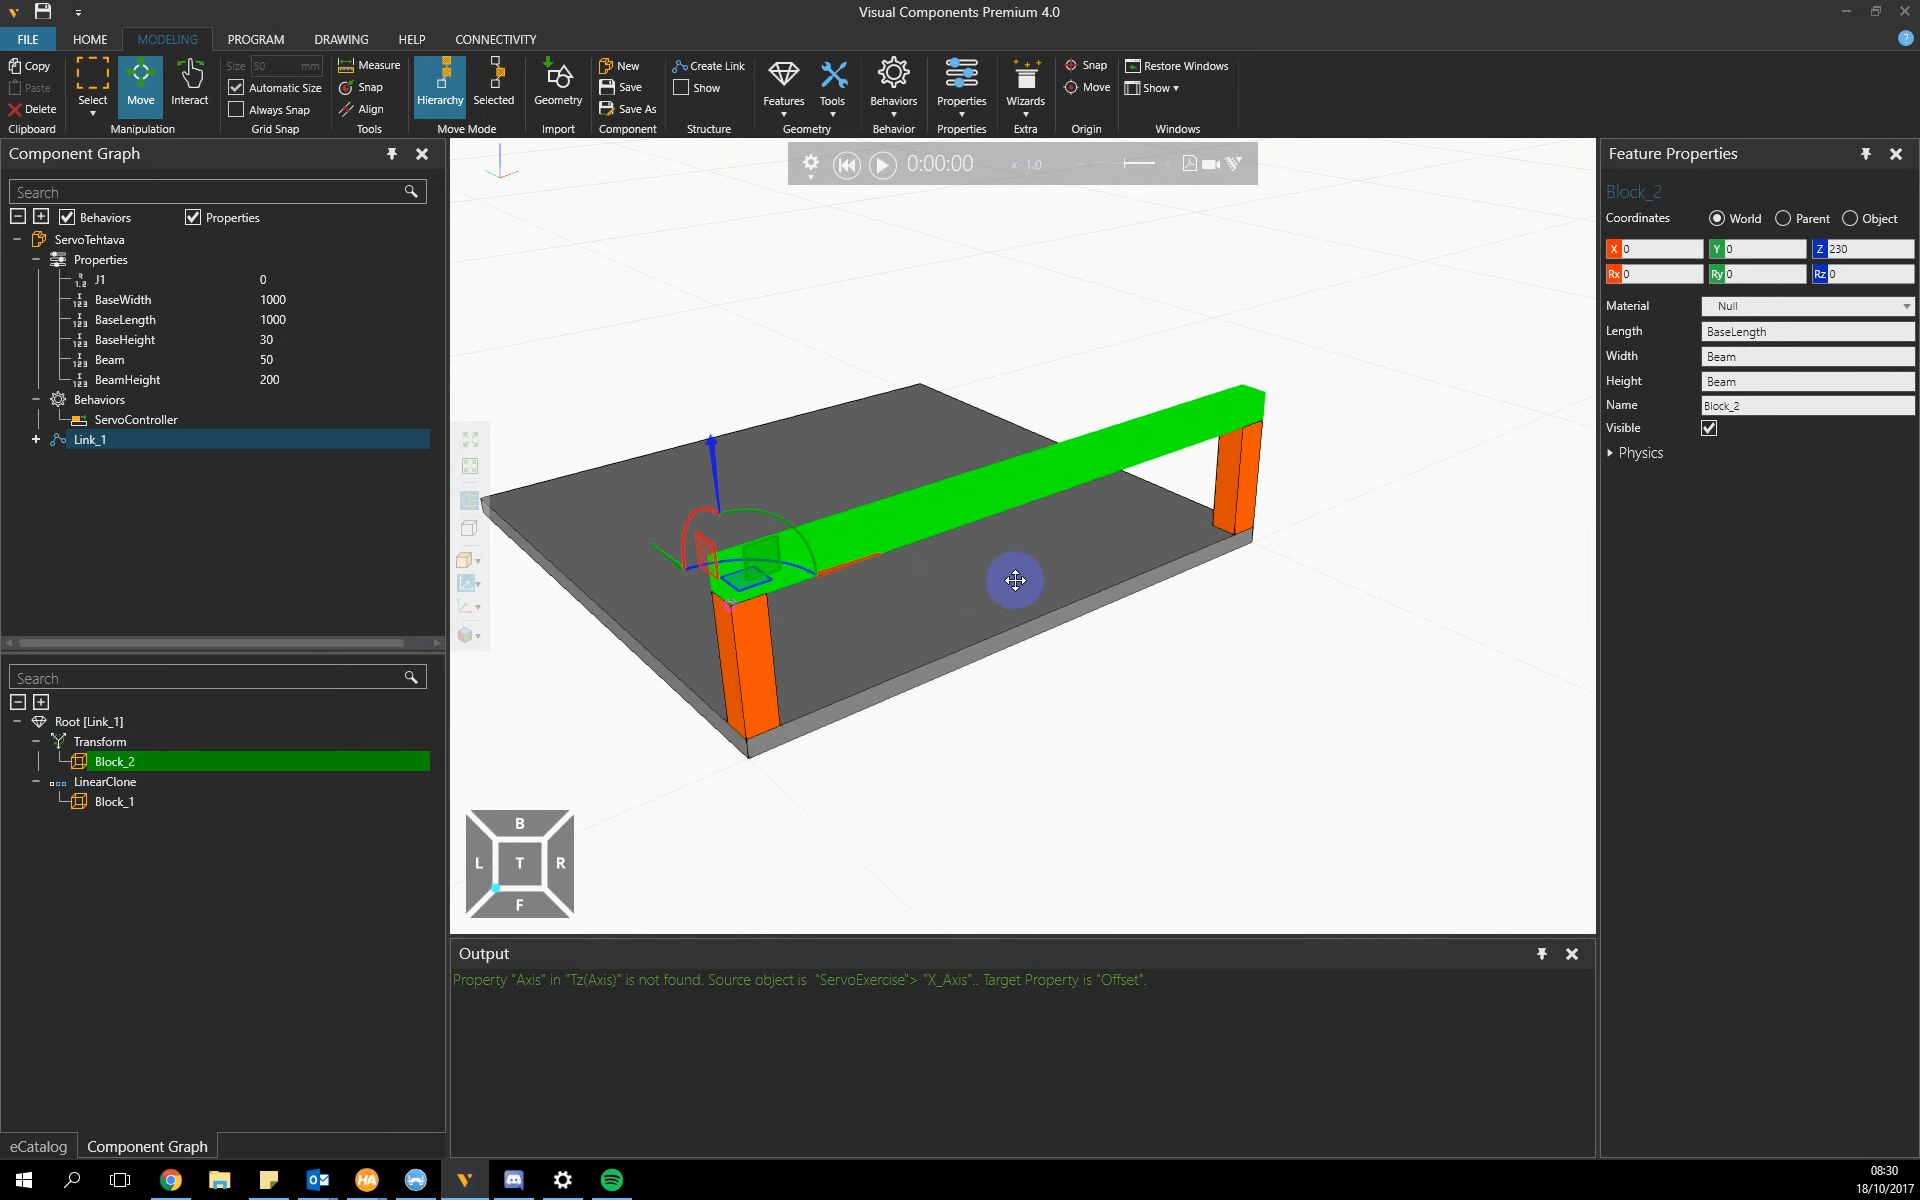 Visual Components Premium 4.0
FILE HOME MODELING PROGRAM DRAWING HELP CONNECTIVITY
Copy
Paste
Delete
Clipboard
Select
Move
Interact
Manipulation
Size 50 mm
Automatic Size
Always Snap
Grid Snap
Measure
Snap
Align
Tools
Hierarchy
Selected
Move Mode
Geometry
Import
New
Save
Save As
Component
Create Link
Show
Structure
Features
Tools
Geometry
Behaviors
Behavior
Properties
Properties
Wizards
Extra
Snap
Move
Origin
Restore Windows
Show
Windows
Component Graph
Search
Behaviors
Properties
ServoTehtava
Properties
J1 0
BaseWidth 1000
BaseLength 1000
BaseHeight 30
Beam 50
BeamHeight 200
Behaviors
ServoController
Link_1
Search
Root [Link_1]
Transform
Block_2
LinearClone
Block_1
eCatalog
Component Graph
0:00:00
x 1.0
B
L T R
F
Output
Property "Axis" in "Tz(Axis)" is not found. Source object is "ServoExercise"> "X_Axis".. Target Property is "Offset".
Feature Properties
Block_2
Coordinates World Parent Object
X 0 Y 0 Z 230
Rx 0 Ry 0 Rz 0
Material Null
Length BaseLength
Width Beam
Height Beam
Name Block_2
Visible
Physics
08:30
18/10/2017